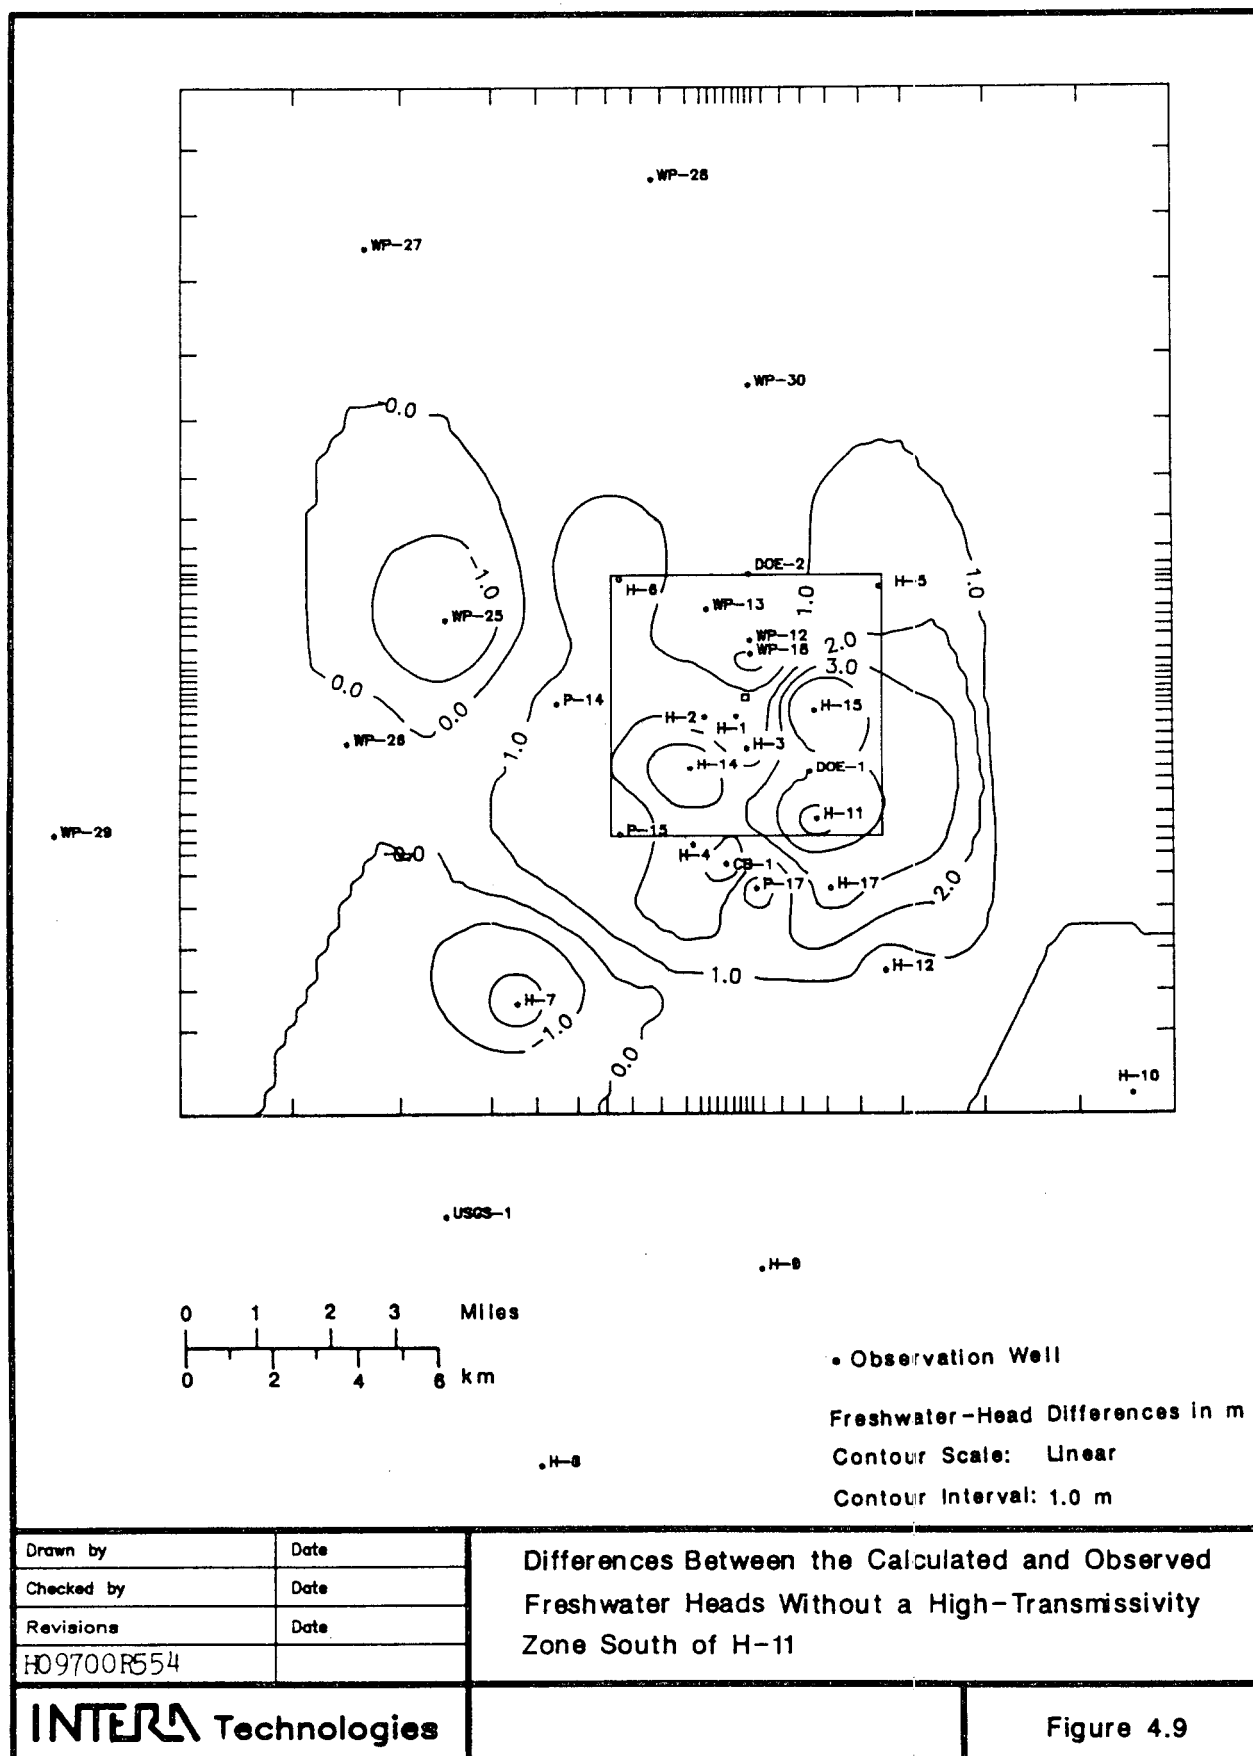 WP-28
WP-27
WP-30
0.0
DOE-2
H-6
H-5
-1.0
1.0
1.0
WP-13
WP-25
WP-12
WP-18
2.0
3.0
0.0
P-14
H-15
0.0
H-2
H-1
WP-26
1.0
H-3
H-14
DOE-1
H-11
WP-29
P-15
H-4
0.0
CB-1
P-17
H-17
2.0
H-12
1.0
H-7
-1.0
0.0
H-10
USGS-1
H-9
0 1 2 3 Miles
0 2 4 6 km
Observation Well
Freshwater-Head Differences in m
Contour Scale: Linear
Contour Interval: 1.0 m
H-8
Drawn by Date
Checked by Date
Revisions Date
H09700R554
Differences Between the Calculated and Observed
Freshwater Heads Without a High-Transmissivity
Zone South of H-11
INTERA Technologies
Figure 4.9